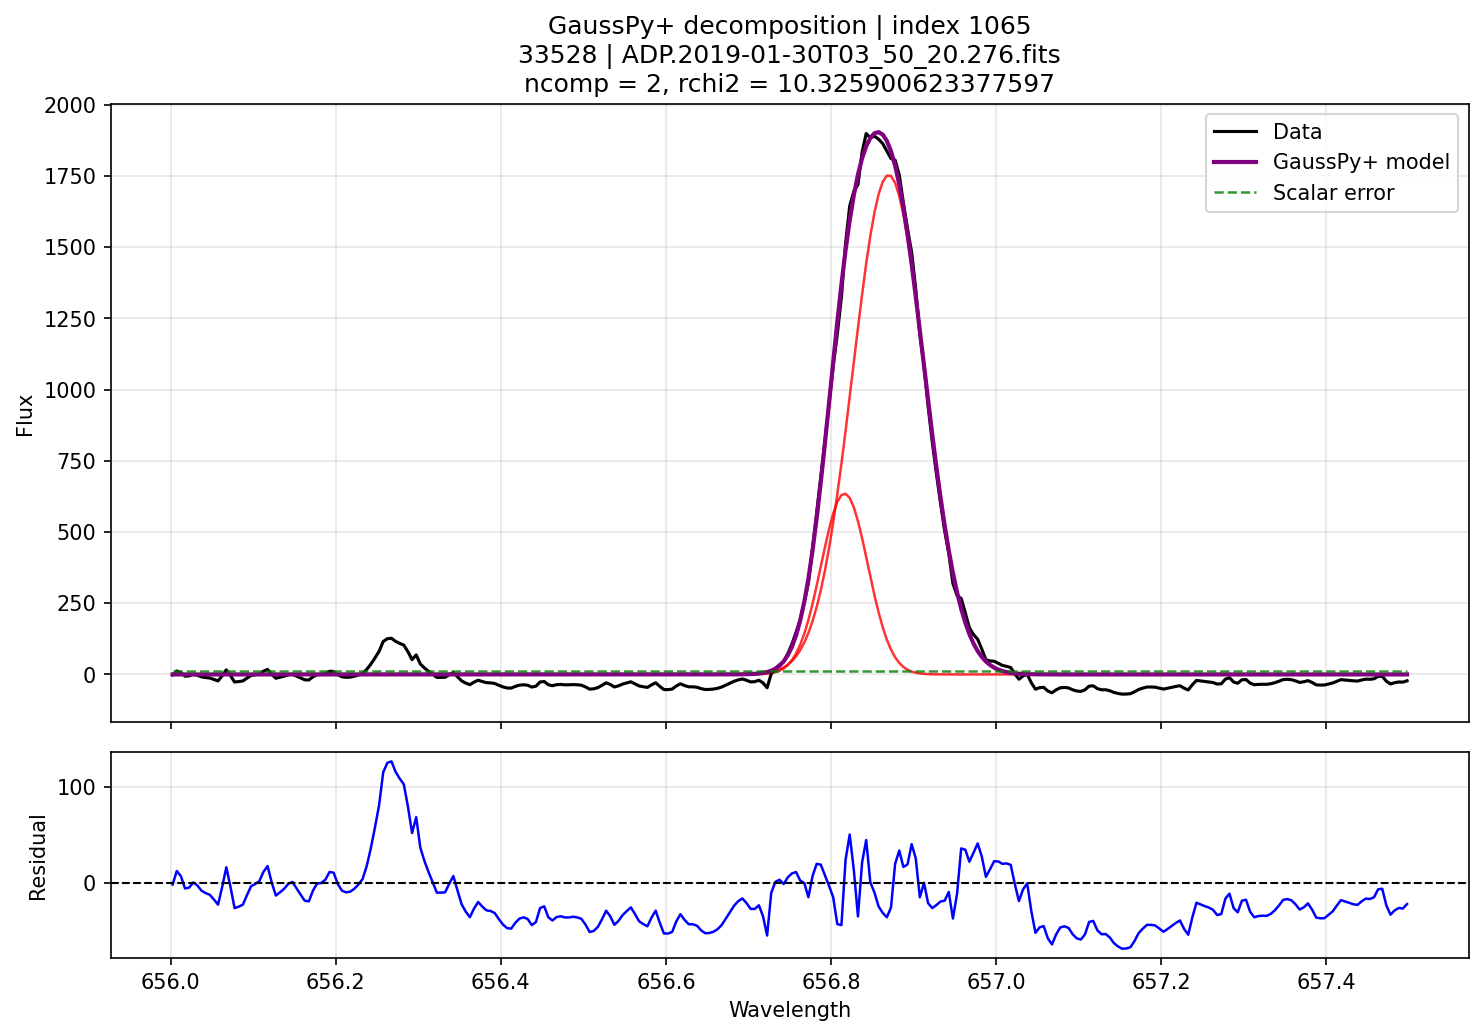 GaussPy+ decomposition | index 1065
33528 | ADP.2019-01-30T03_50_20.276.fits
ncomp = 2, rchi2 = 10.325900623377597
2000
1750
1500
1250
1000
750
500
250
0
Flux
Data
GaussPy+ model
Scalar error
100
0
Residual
656.0
656.2
656.4
656.6
656.8
657.0
657.2
657.4
Wavelength